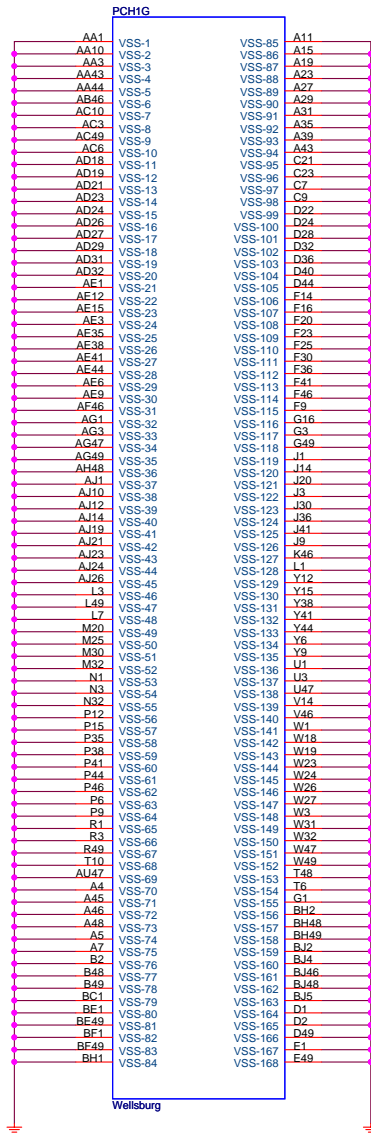 PCH1G
AA1 VSS-1 VSS-85 A11
AA10 VSS-2 VSS-86 A15
AA3 VSS-3 VSS-87 A19
AA43 VSS-4 VSS-88 A23
AA44 VSS-5 VSS-89 A27
AB46 VSS-6 VSS-90 A29
AC10 VSS-7 VSS-91 A31
AC3 VSS-8 VSS-92 A35
AC49 VSS-9 VSS-93 A39
AC6 VSS-10 VSS-94 A43
AD18 VSS-11 VSS-95 C21
AD19 VSS-12 VSS-96 C23
AD21 VSS-13 VSS-97 C7
AD23 VSS-14 VSS-98 C9
AD24 VSS-15 VSS-99 D22
AD26 VSS-16 VSS-100 D24
AD27 VSS-17 VSS-101 D28
AD29 VSS-18 VSS-102 D32
AD31 VSS-19 VSS-103 D36
AD32 VSS-20 VSS-104 D40
AE1 VSS-21 VSS-105 D44
AE12 VSS-22 VSS-106 F14
AE15 VSS-23 VSS-107 F16
AE3 VSS-24 VSS-108 F20
AE35 VSS-25 VSS-109 F23
AE38 VSS-26 VSS-110 F25
AE41 VSS-27 VSS-111 F30
AE44 VSS-28 VSS-112 F36
AE6 VSS-29 VSS-113 F41
AE9 VSS-30 VSS-114 F46
AF46 VSS-31 VSS-115 F9
AG1 VSS-32 VSS-116 G16
AG3 VSS-33 VSS-117 G3
AG47 VSS-34 VSS-118 G49
AG49 VSS-35 VSS-119 J1
AH48 VSS-36 VSS-120 J14
AJ1 VSS-37 VSS-121 J20
AJ10 VSS-38 VSS-122 J3
AJ12 VSS-39 VSS-123 J30
AJ14 VSS-40 VSS-124 J36
AJ19 VSS-41 VSS-125 J41
AJ21 VSS-42 VSS-126 J9
AJ23 VSS-43 VSS-127 K46
AJ24 VSS-44 VSS-128 L1
AJ26 VSS-45 VSS-129 Y12
L3 VSS-46 VSS-130 Y15
L49 VSS-47 VSS-131 Y38
L7 VSS-48 VSS-132 Y41
M20 VSS-49 VSS-133 Y44
M25 VSS-50 VSS-134 Y6
M30 VSS-51 VSS-135 Y9
M32 VSS-52 VSS-136 U1
N1 VSS-53 VSS-137 U3
N3 VSS-54 VSS-138 U47
N32 VSS-55 VSS-139 V14
P12 VSS-56 VSS-140 V46
P15 VSS-57 VSS-141 W1
P35 VSS-58 VSS-142 W18
P38 VSS-59 VSS-143 W19
P41 VSS-60 VSS-144 W23
P44 VSS-61 VSS-145 W24
P46 VSS-62 VSS-146 W26
P6 VSS-63 VSS-147 W27
P9 VSS-64 VSS-148 W3
R1 VSS-65 VSS-149 W31
R3 VSS-66 VSS-150 W32
R49 VSS-67 VSS-151 W47
T10 VSS-68 VSS-152 W49
AU47 VSS-69 VSS-153 T48
A4 VSS-70 VSS-154 T6
A45 VSS-71 VSS-155 G1
A46 VSS-72 VSS-156 BH2
A48 VSS-73 VSS-157 BH48
A5 VSS-74 VSS-158 BH49
A7 VSS-75 VSS-159 BJ2
B2 VSS-76 VSS-160 BJ4
B48 VSS-77 VSS-161 BJ46
B49 VSS-78 VSS-162 BJ48
BC1 VSS-79 VSS-163 BJ5
BE1 VSS-80 VSS-164 D1
BE49 VSS-81 VSS-165 D2
BF1 VSS-82 VSS-166 D49
BF49 VSS-83 VSS-167 E1
BH1 VSS-84 VSS-168 E49
Wellsburg